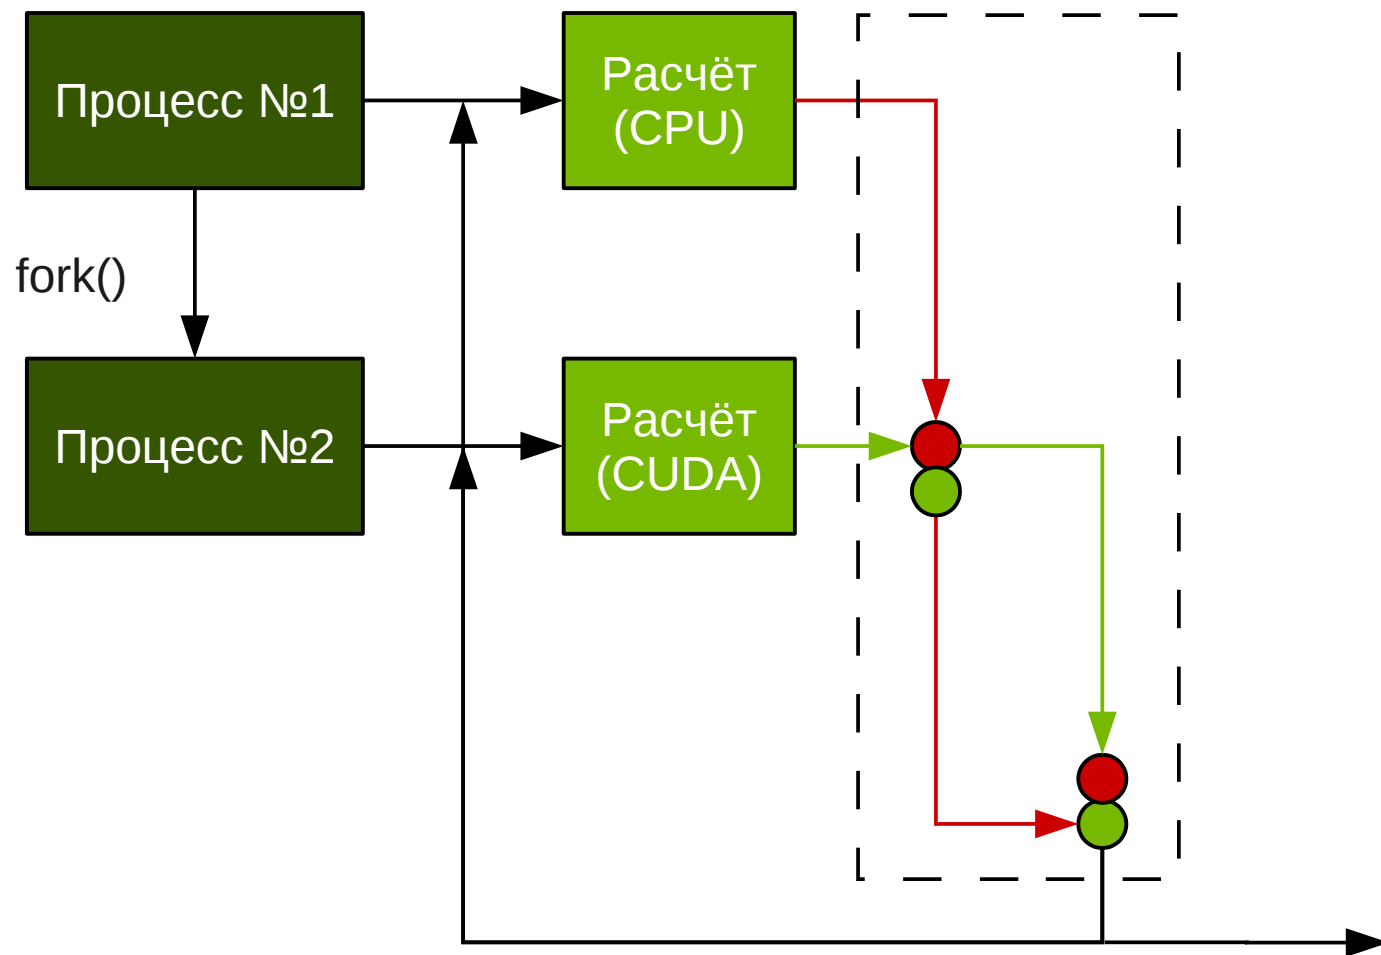 Процесс №1
Расчёт
(CPU)
fork()
Процесс №2
Расчёт
(CUDA)